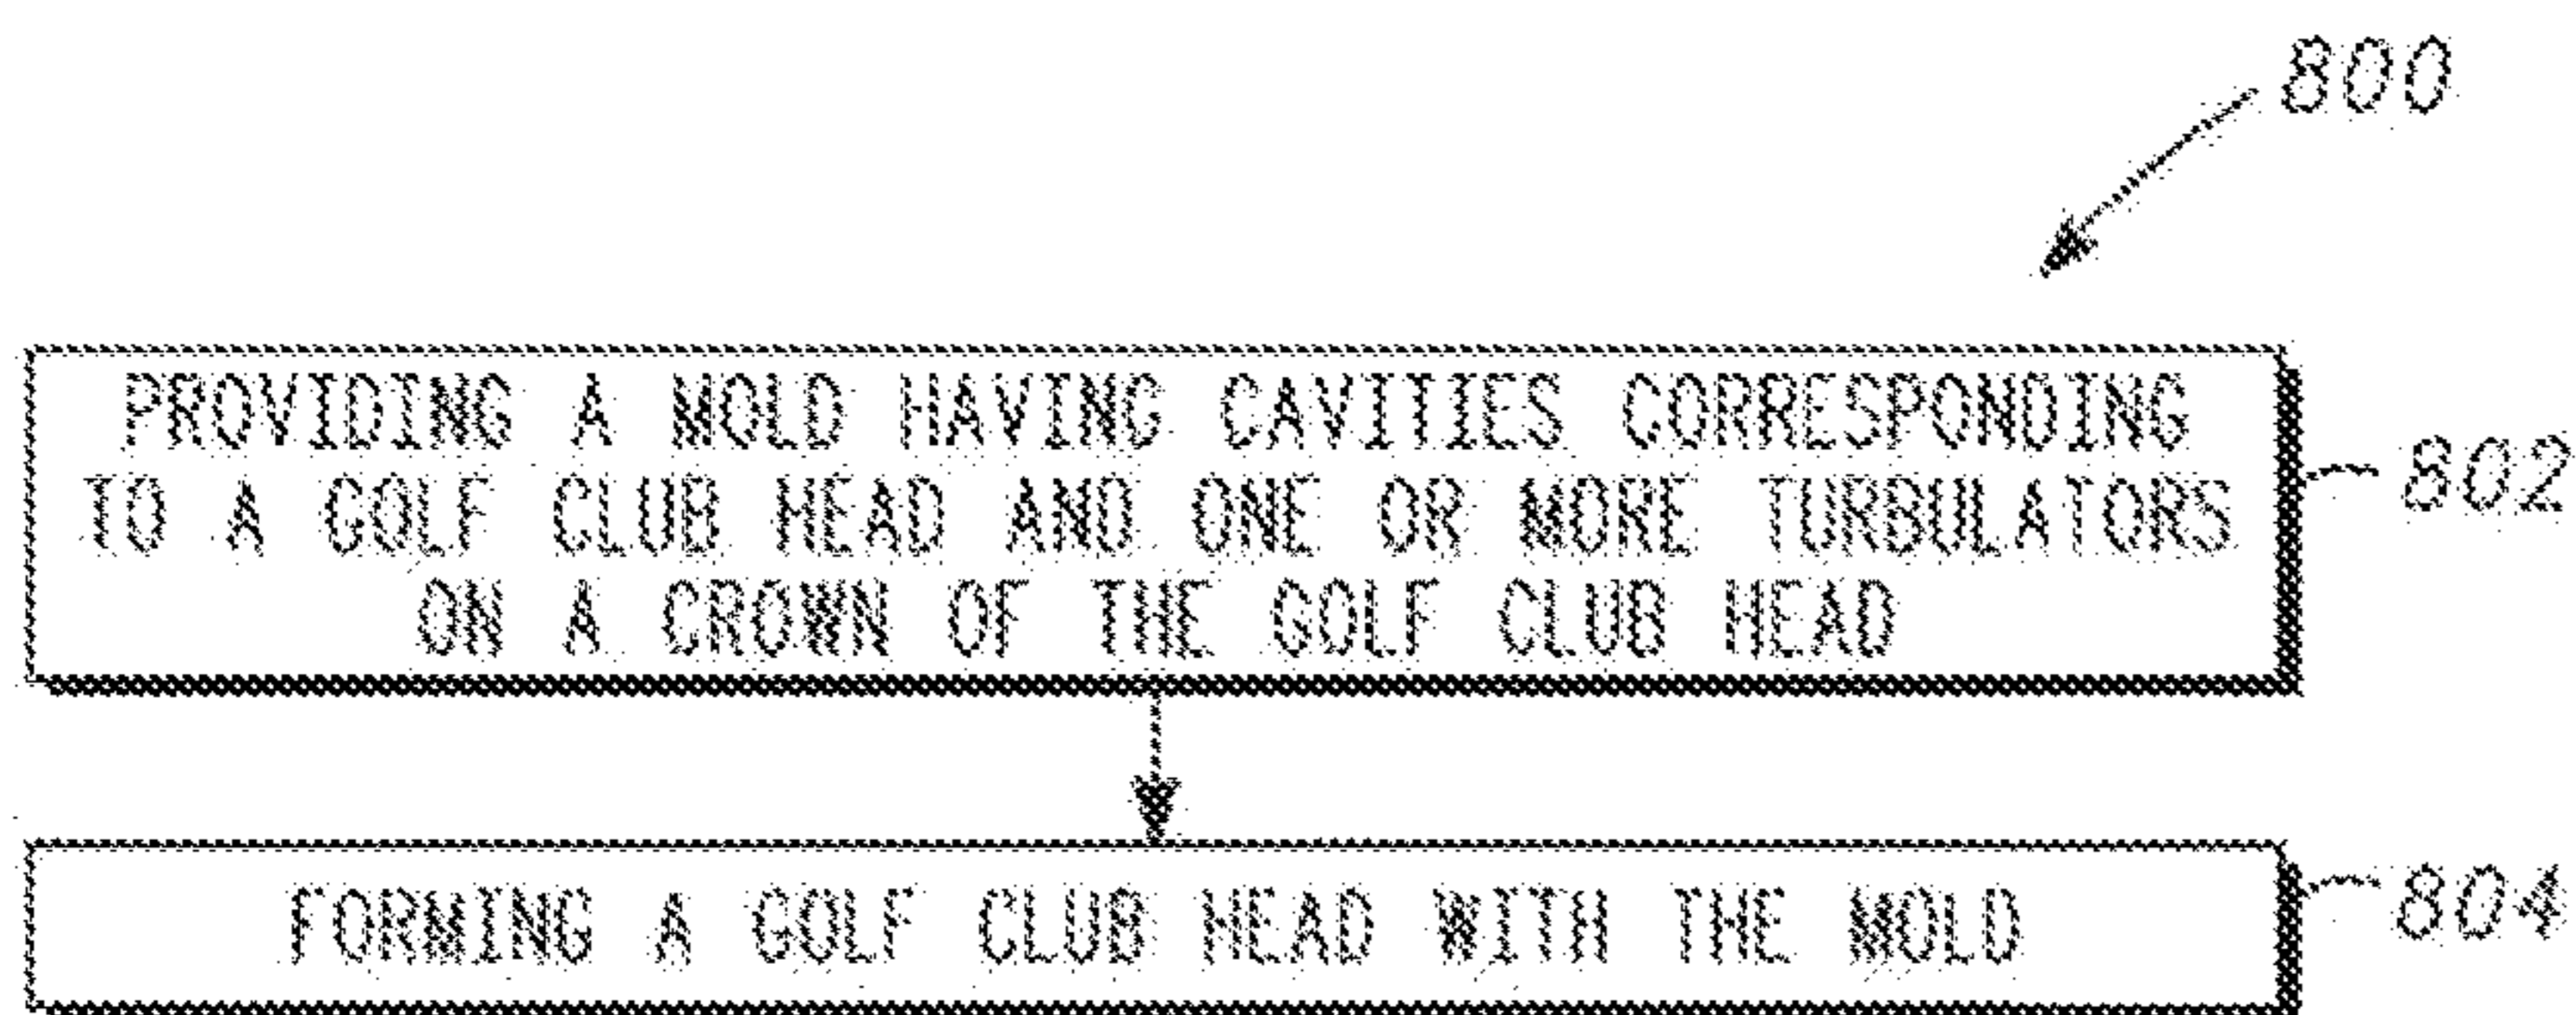 800
PROVIDING A MOLD HAVING CAVITIES CORRESPONDING
TO A GOLF CLUB HEAD AND ONE OR MORE TURBULATORS
ON A CROWN OF THE GOLF CLUB HEAD
802
FORMING A GOLF CLUB HEAD WITH THE MOLD
804